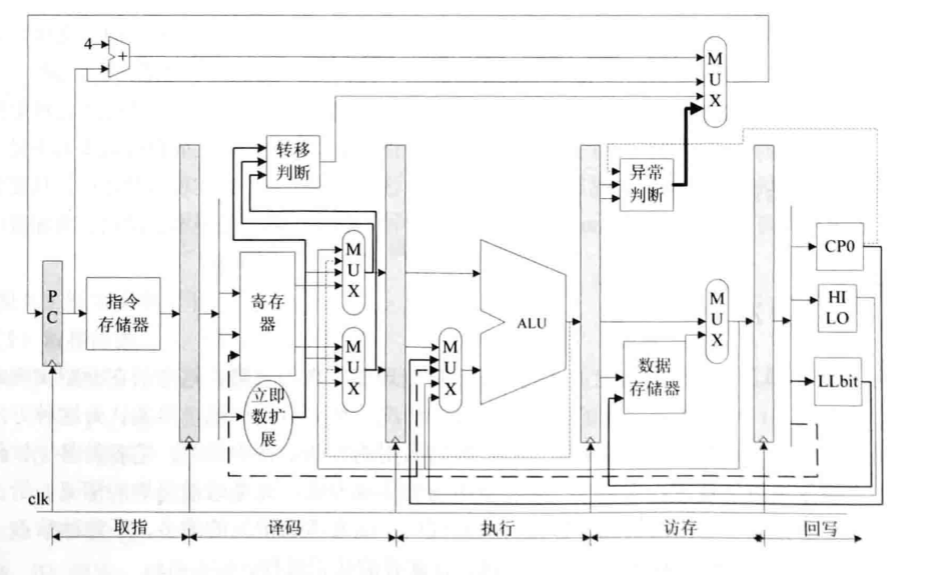 4
+
M
U
X
转移
判断
异常
判断
P
C
指令
存储器
寄存
器
M
U
X
M
U
X
立即
数扩
展
M
U
X
ALU
M
U
X
数据
存储器
CP0
HI
LO
LLbit
clk
取指
译码
执行
访存
回写